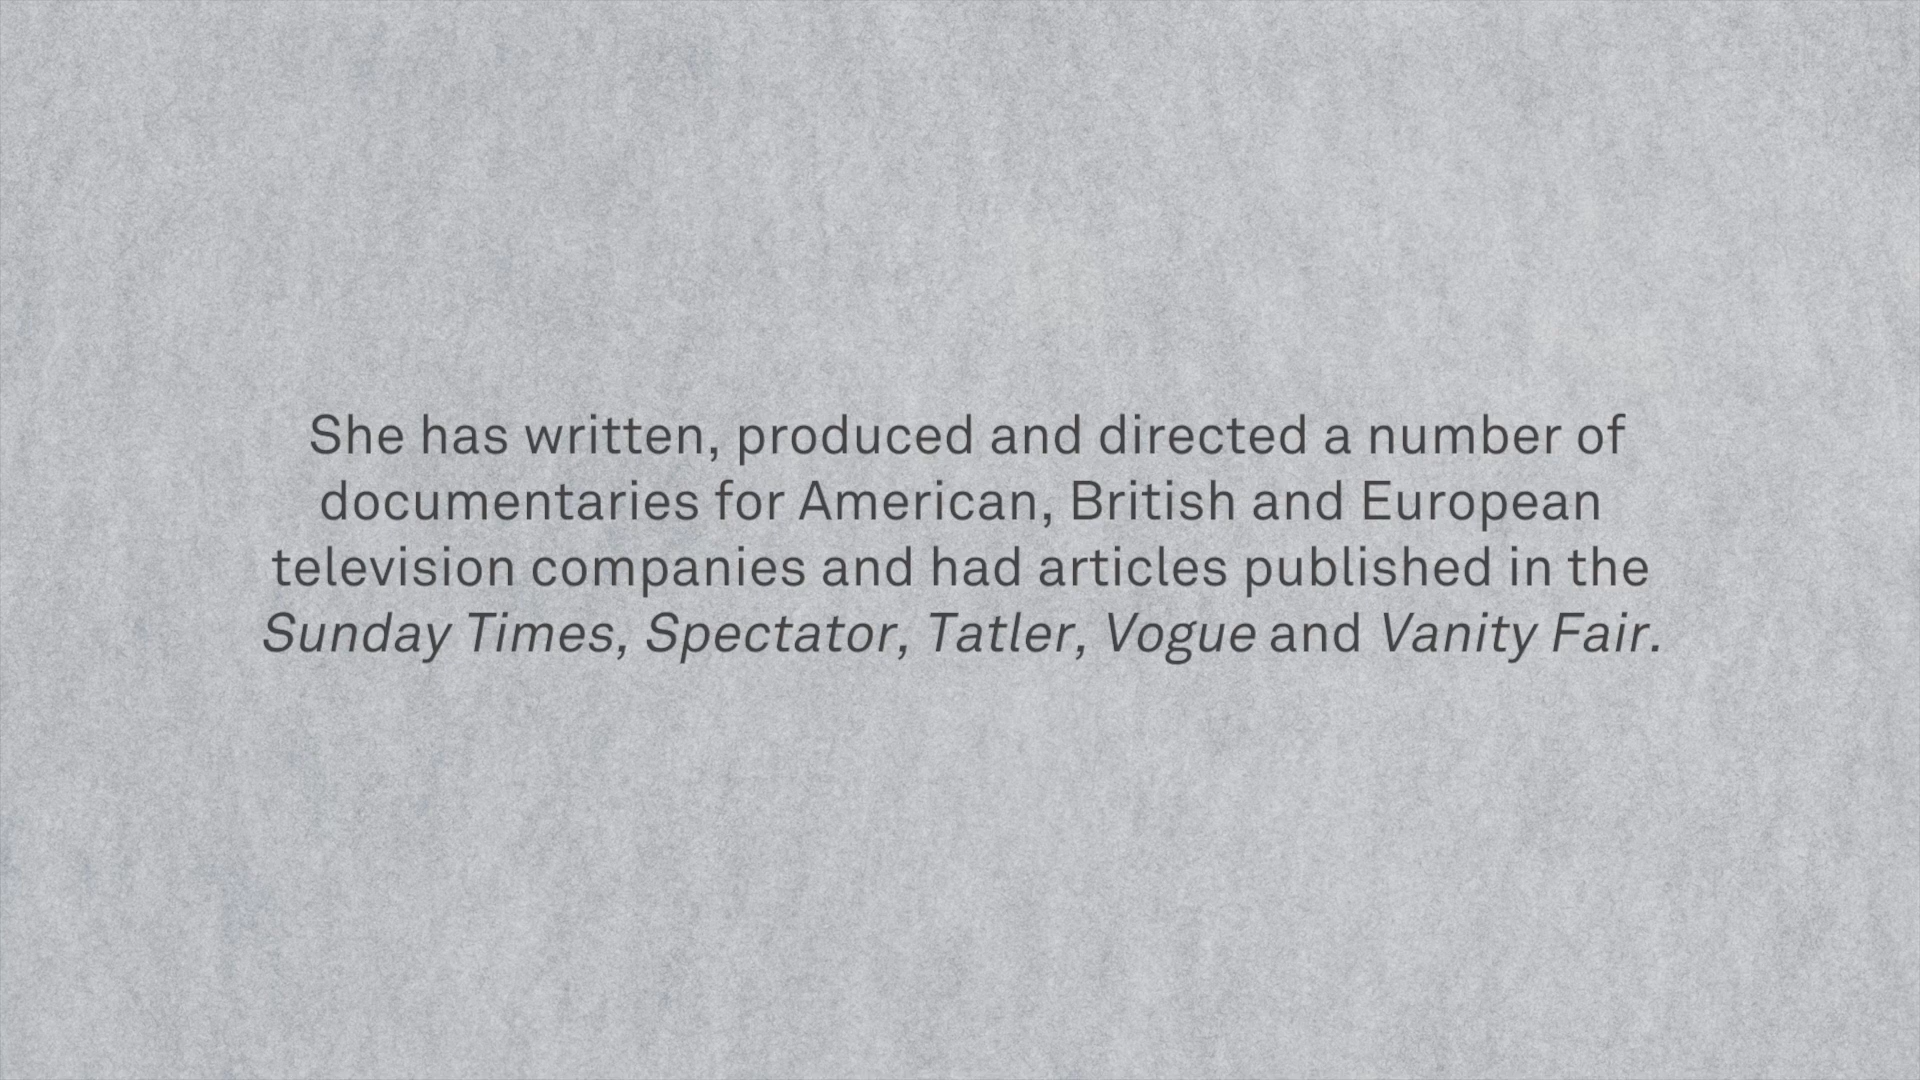 She has written, produced and directed a number of
documentaries for American, British and European
television companies and had articles published in the
Sunday Times, Spectator, Tatler, Vogue and Vanity Fair.